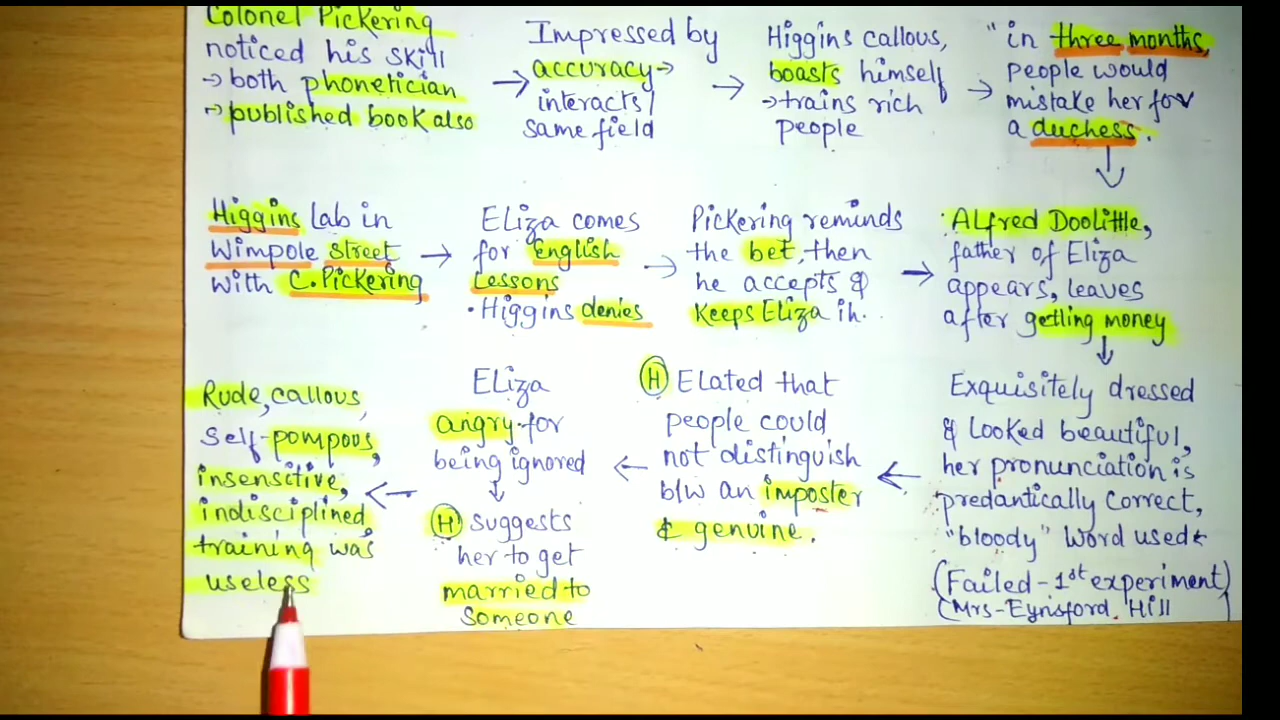 Colonel Pickering
noticed his skill
→ both phonetician
→ published book also
→ Impressed by
accuracy →
interacts/
same field
→ Higgins callous,
boasts himself
→ trains rich
people
→ "in three months,
people would
mistake her for
a duchess.
↓
Higgins lab in
Wimpole street
with C. Pickering
→ Eliza comes
for english
lessons
• Higgins denies
→ Pickering reminds
the bet, then
he accepts &
keeps Eliza in.
→ Alfred Doolittle,
father of Eliza
appears, leaves
after getling money
↓
Exquisitely dressed
& looked beautiful,
her pronunciation is
predantically correct,
"bloody" word used
(Failed - 1st experiment)
(Mrs-Eynsford Hill)
← (H) Elated that
people could
not distinguish
b/w an imposter
& genuine.
← Eliza
angry for
being ignored
↓
(H) suggests
her to get
married to
someone
← Rude, callous,
self-pompous,
insensitive,
indisciplined,
training was
useless